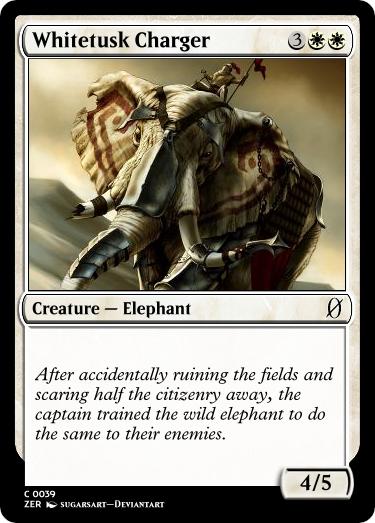 Whitetusk Charger 3
Creature — Elephant
After accidentally ruining the fields and
scaring half the citizenry away, the
captain trained the wild elephant to do
the same to their enemies.
4/5
C 0039
ZER SUGARSART—DEVIANTART